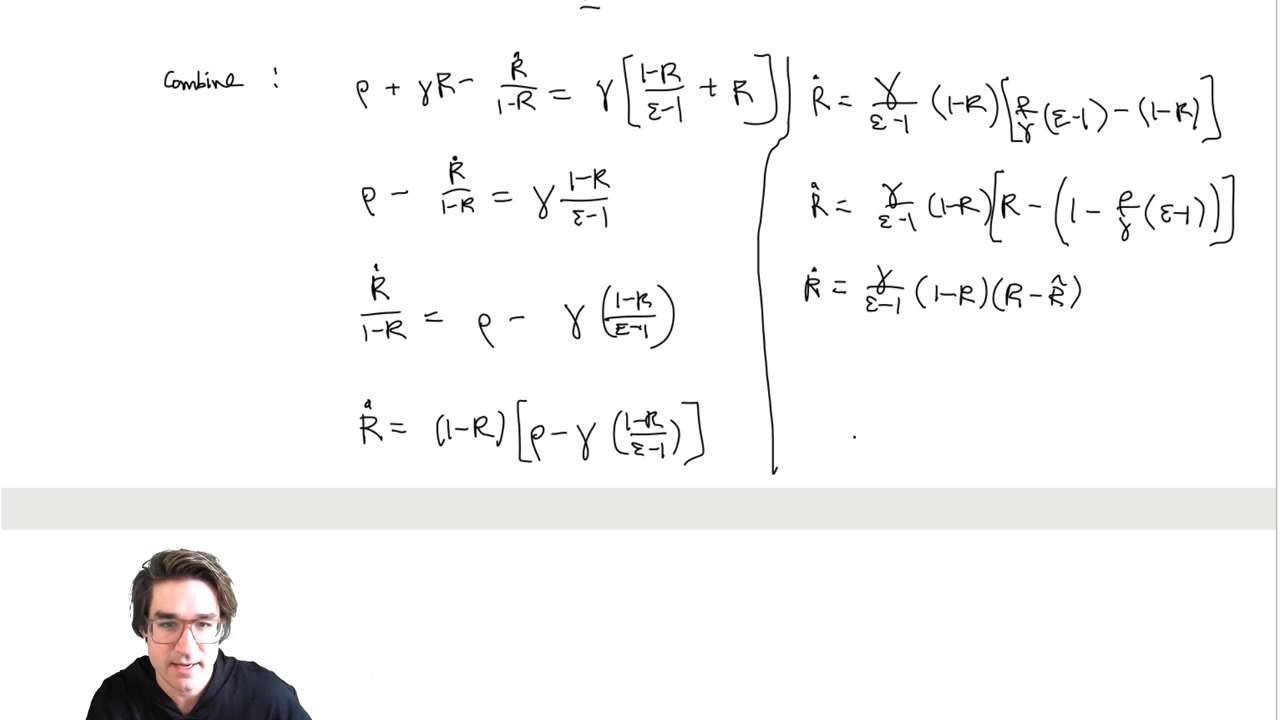 Combine : ρ + γR - Ṙ/(1-R) = γ[(1-R)/(ε-1) + R]
ρ - Ṙ/(1-R) = γ (1-R)/(ε-1)
Ṙ/(1-R) = ρ - γ((1-R)/(ε-1))
Ṙ = (1-R)[ρ - γ((1-R)/(ε-1))]
Ṙ = γ/(ε-1) (1-R)[ρ/γ (ε-1) - (1-R)]
Ṙ = γ/(ε-1) (1-R)[R - (1 - ρ/γ (ε-1))]
Ṙ = γ/(ε-1) (1-R)(R - R̂)